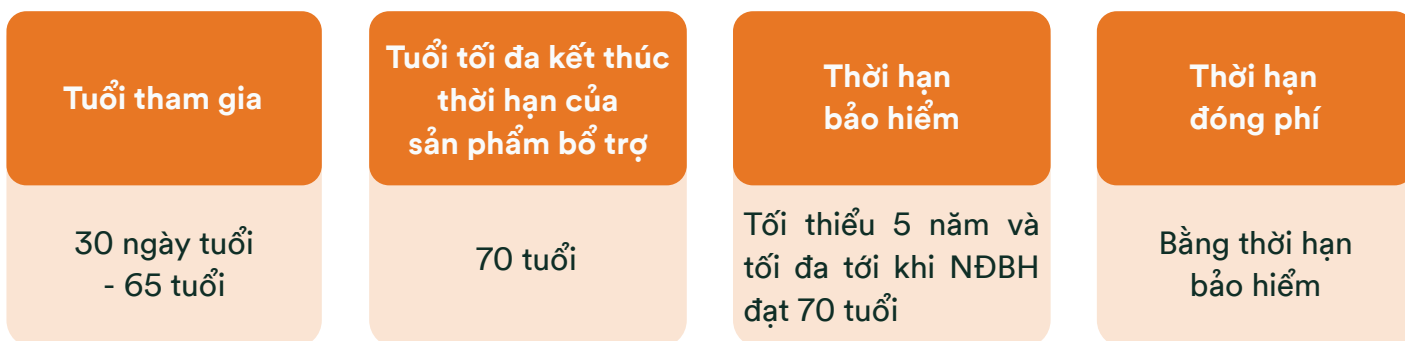 Tuổi tham gia
30 ngày tuổi
- 65 tuổi
Tuổi tối đa kết thúc
thời hạn của
sản phẩm bổ trợ
70 tuổi
Thời hạn
bảo hiểm
Tối thiểu 5 năm và
tối đa tới khi NĐBH
đạt 70 tuổi
Thời hạn
đóng phí
Bằng thời hạn
bảo hiểm